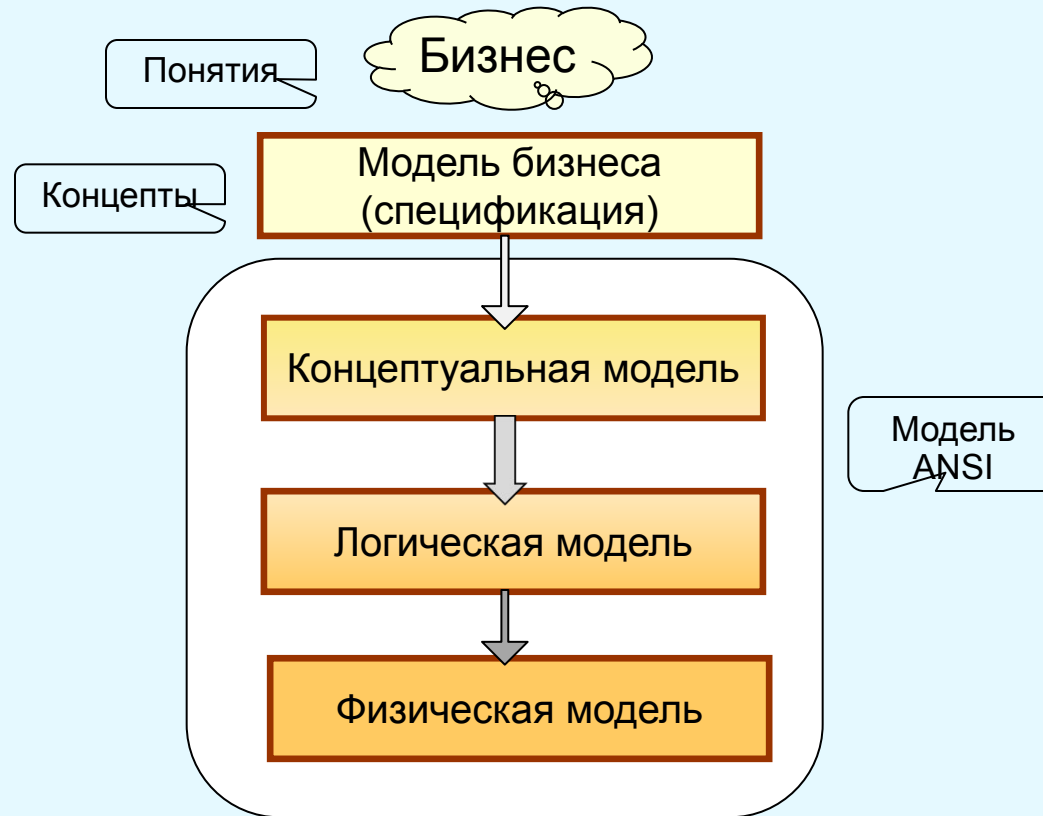 Бизнес
Понятия
Модель бизнеса
(спецификация)
Концепты
Концептуальная модель
Модель
ANSI
Логическая модель
Физическая модель